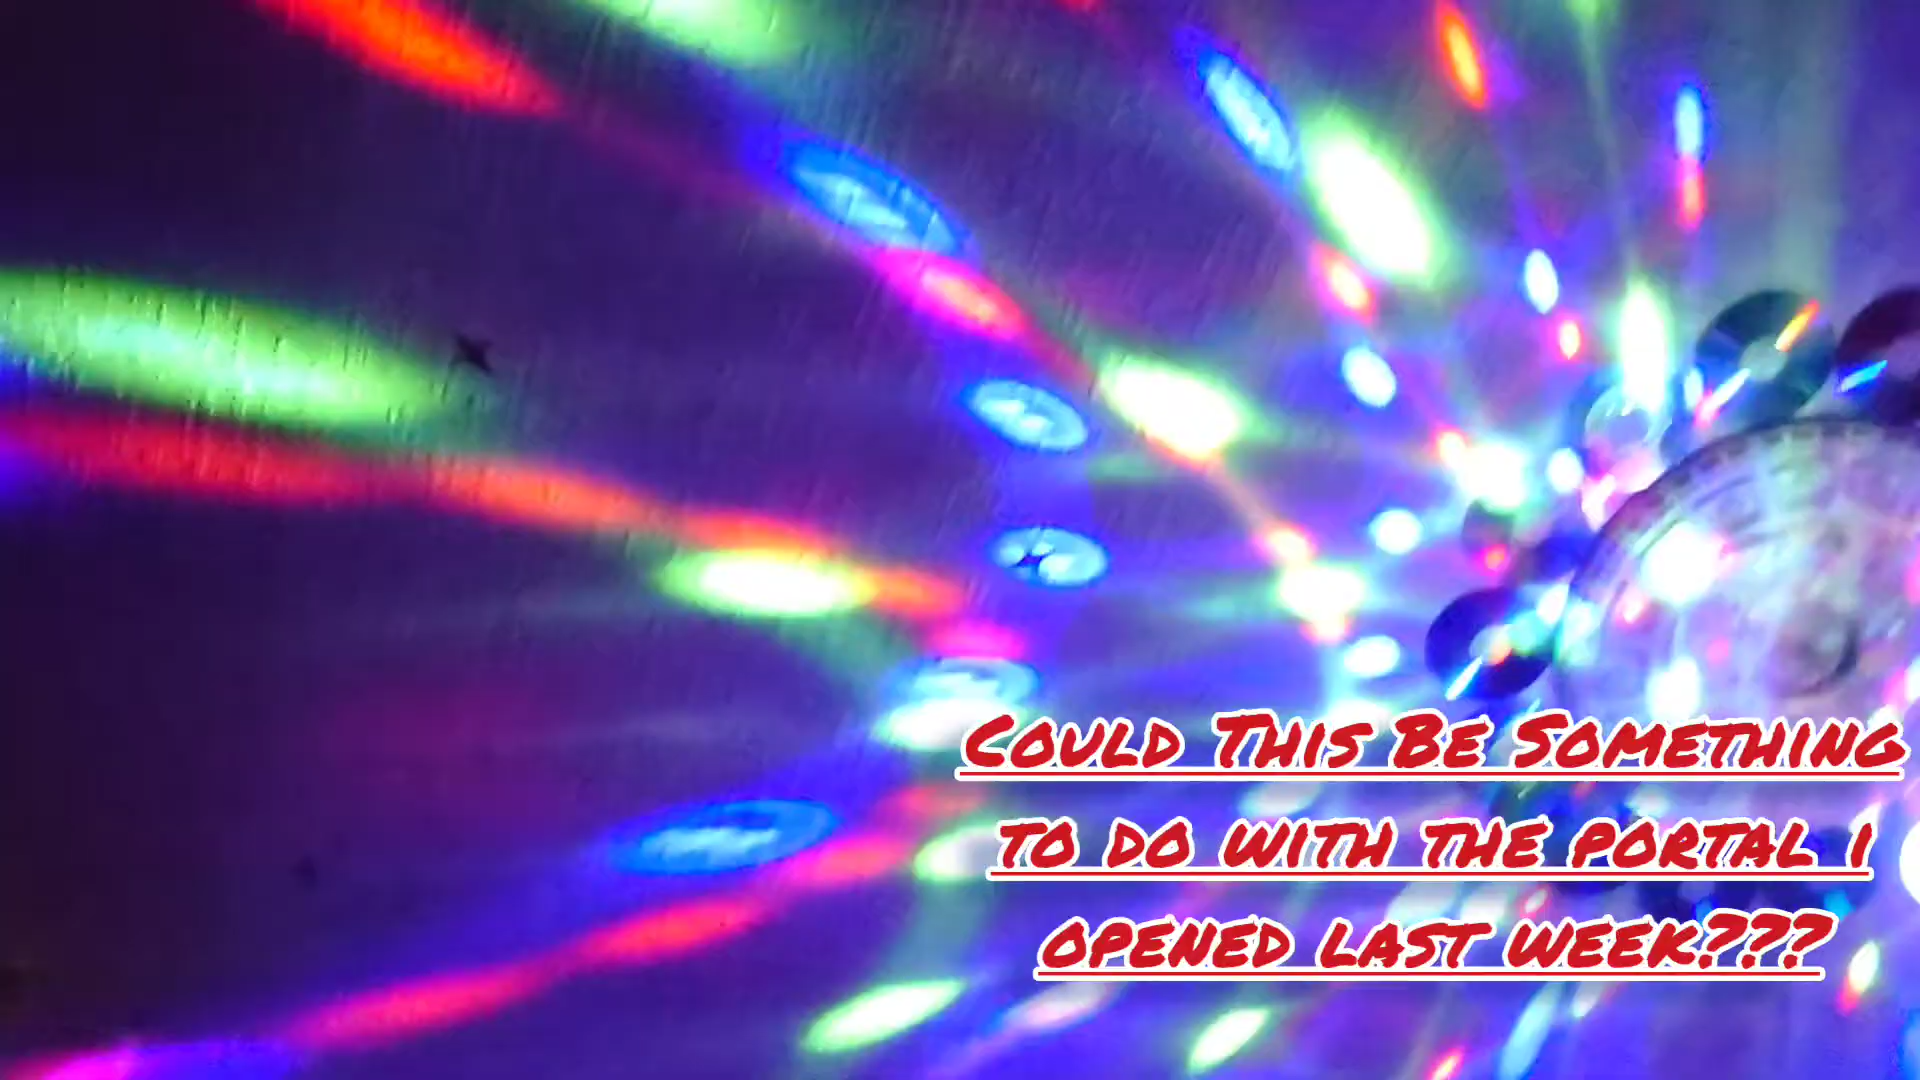 Could This Be Something
to do with the portal i
opened last week???